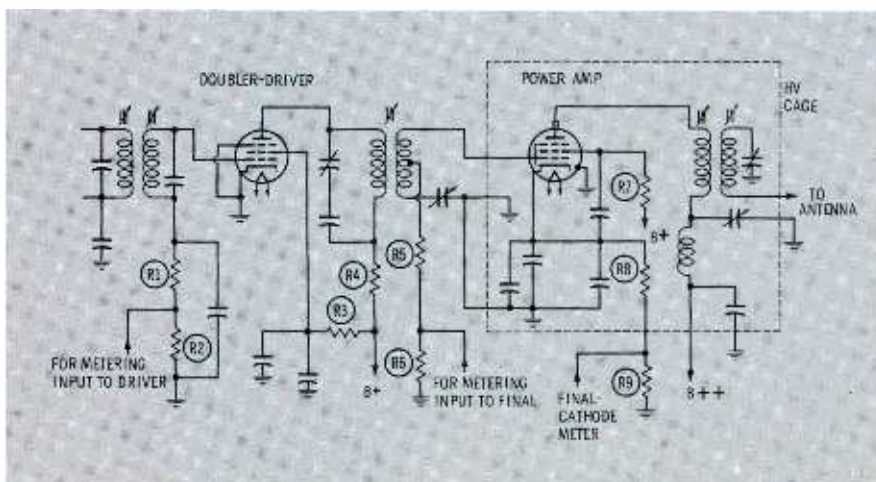 DOUBLER-DRIVER
POWER AMP
HV
CAGE
R7
TO
ANTENNA
B+
R1
R5
R4
R8
R3
R2
FOR METERING
INPUT TO DRIVER
B+
R6
FOR METERING
INPUT TO FINAL
FINAL-
CATHODE
METER
R9
B++